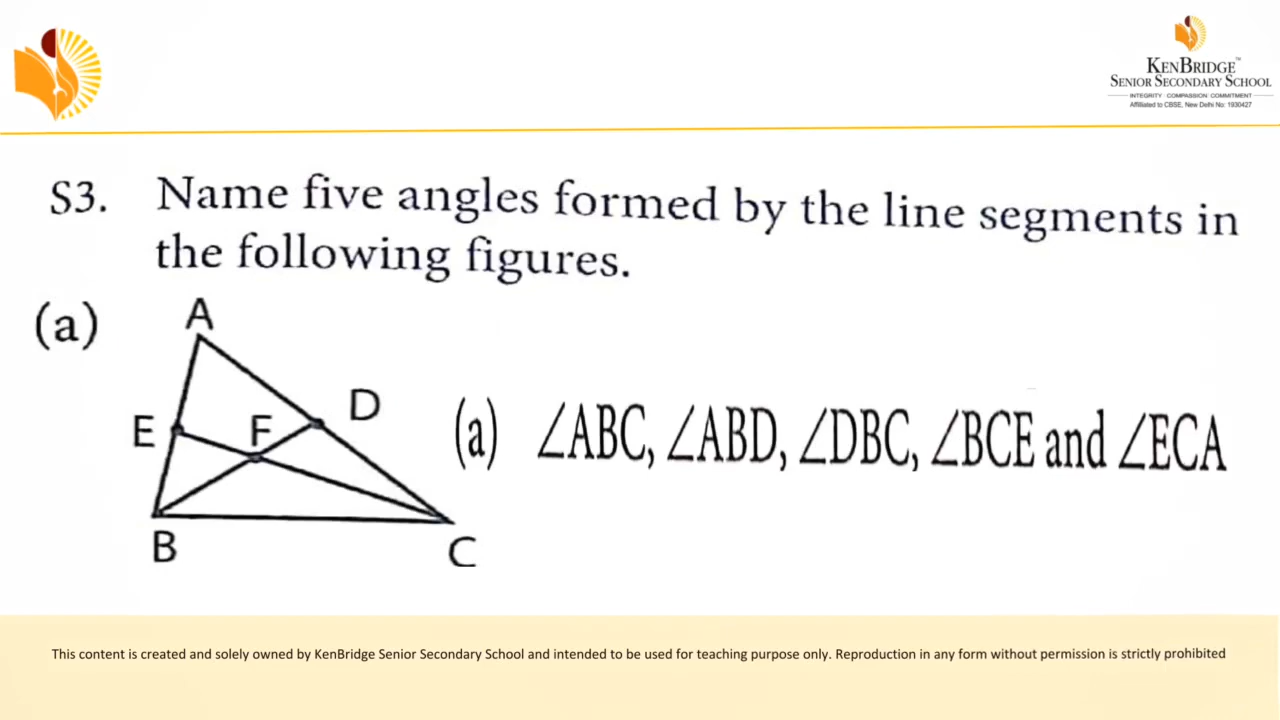 KENBRIDGE™
SENIOR SECONDARY SCHOOL
INTEGRITY COMPASSION COMMITMENT
Affiliated to CBSE, New Delhi No: 1930427
S3. Name five angles formed by the line segments in
the following figures.
(a)
A
E
F
D
B
C
(a) ∠ABC, ∠ABD, ∠DBC, ∠BCE and ∠ECA
This content is created and solely owned by KenBridge Senior Secondary School and intended to be used for teaching purpose only. Reproduction in any form without permission is strictly prohibited